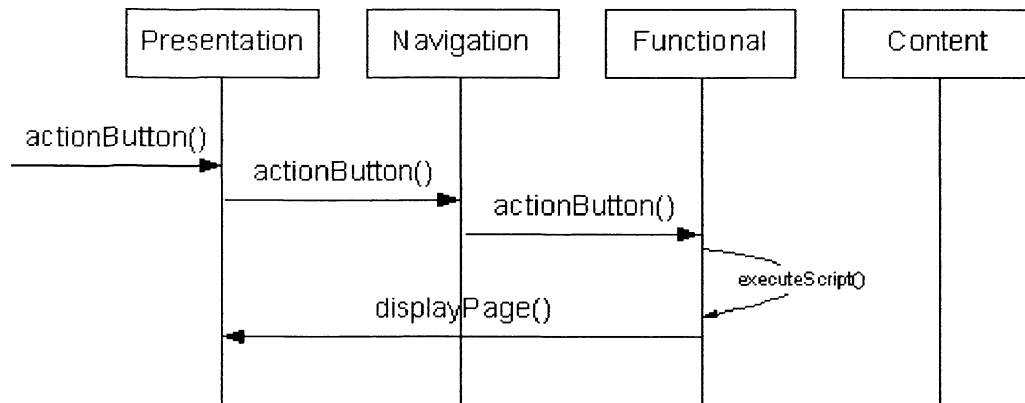 Presentation
Navigation
Functional
Content
actionButton()
actionButton()
actionButton()
executeScript()
displayPage()